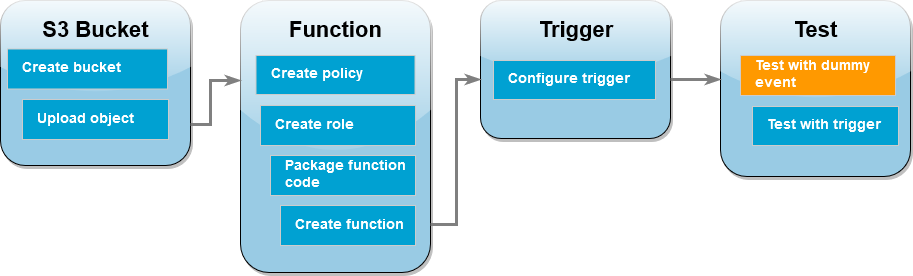 S3 Bucket
Create bucket
Upload object
Function
Create policy
Create role
Package function
code
Create function
Trigger
Configure trigger
Test
Test with dummy
event
Test with trigger